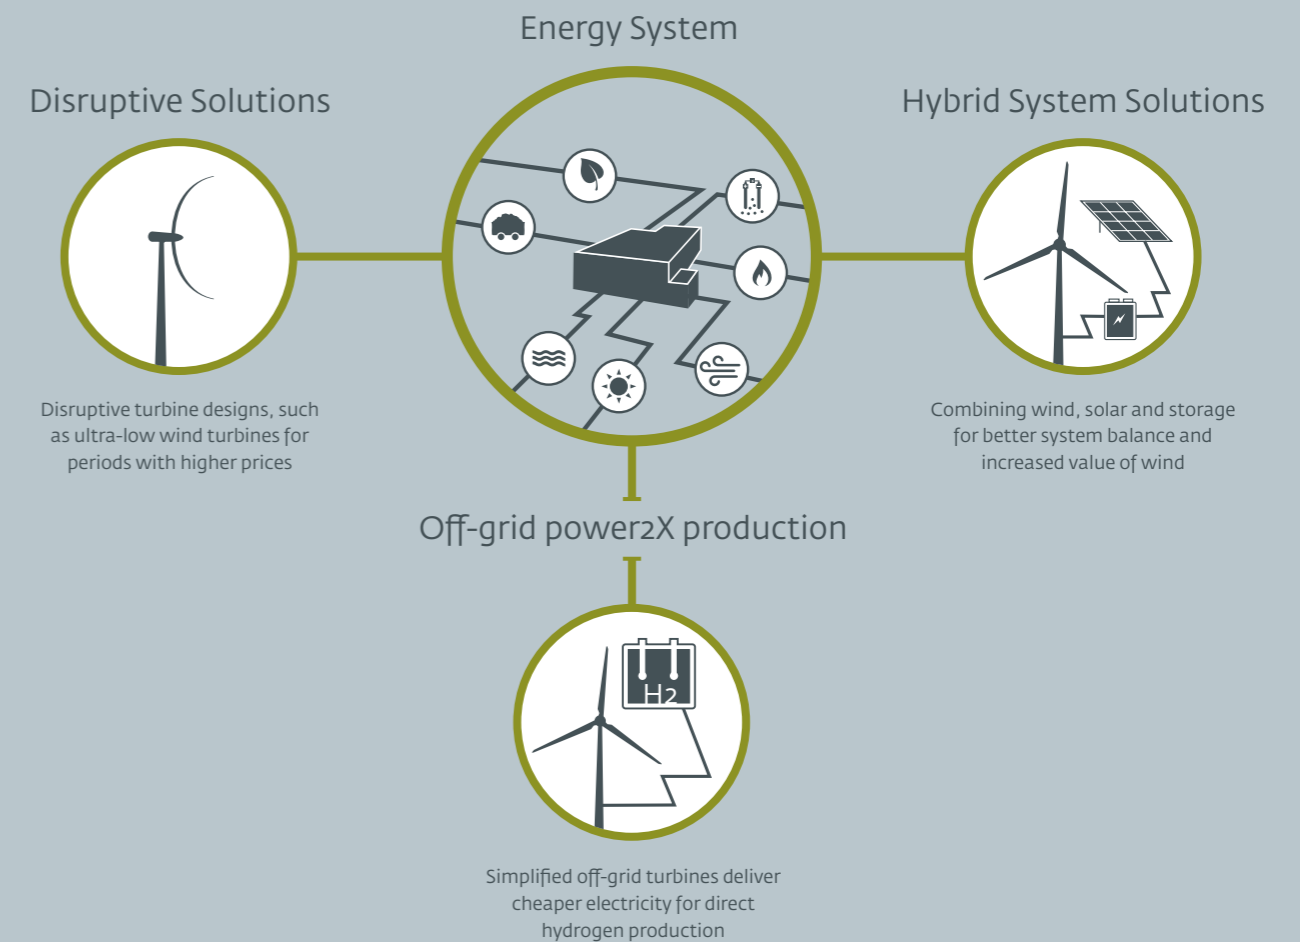 Energy System
Disruptive Solutions
Hybrid System Solutions
Disruptive turbine designs, such
as ultra-low wind turbines for
periods with higher prices
Combining wind, solar and storage
for better system balance and
increased value of wind
Off-grid power2X production
H2
Simplified off-grid turbines deliver
cheaper electricity for direct
hydrogen production